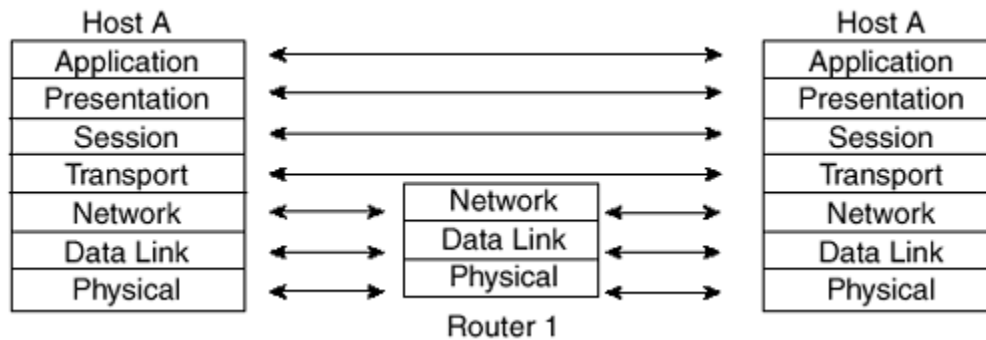 Host A
Application
Presentation
Session
Transport
Network
Data Link
Physical
Network
Data Link
Physical
Router 1
Host A
Application
Presentation
Session
Transport
Network
Data Link
Physical